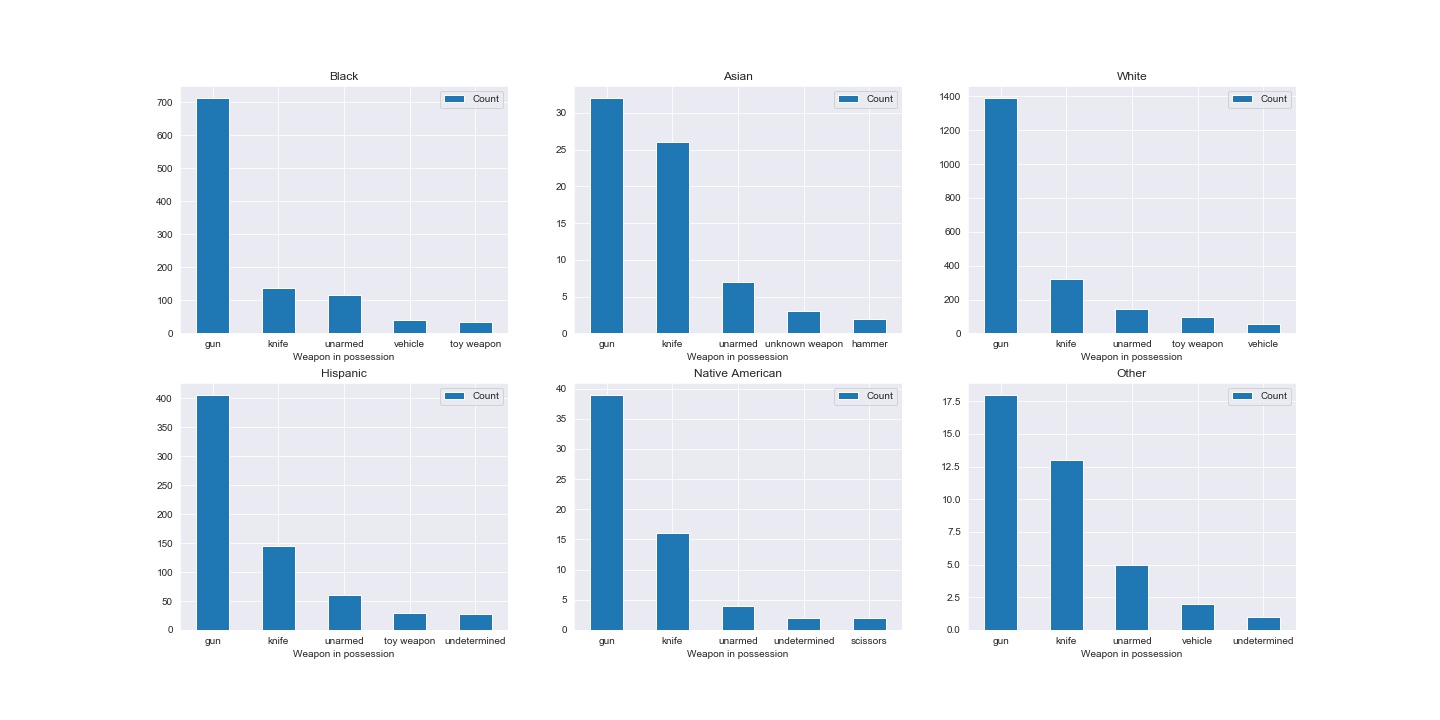 Black
Count
700
600
500
400
300
200
100
0
gun knife unarmed vehicle toy weapon
Weapon in possession
Asian
Count
30
25
20
15
10
5
0
gun knife unarmed unknown weapon hammer
Weapon in possession
White
Count
1400
1200
1000
800
600
400
200
0
gun knife unarmed toy weapon vehicle
Weapon in possession
Hispanic
Count
400
350
300
250
200
150
100
50
0
gun knife unarmed toy weapon undetermined
Weapon in possession
Native American
Count
40
35
30
25
20
15
10
5
0
gun knife unarmed undetermined scissors
Weapon in possession
Other
Count
17.5
15.0
12.5
10.0
7.5
5.0
2.5
0.0
gun knife unarmed vehicle undetermined
Weapon in possession